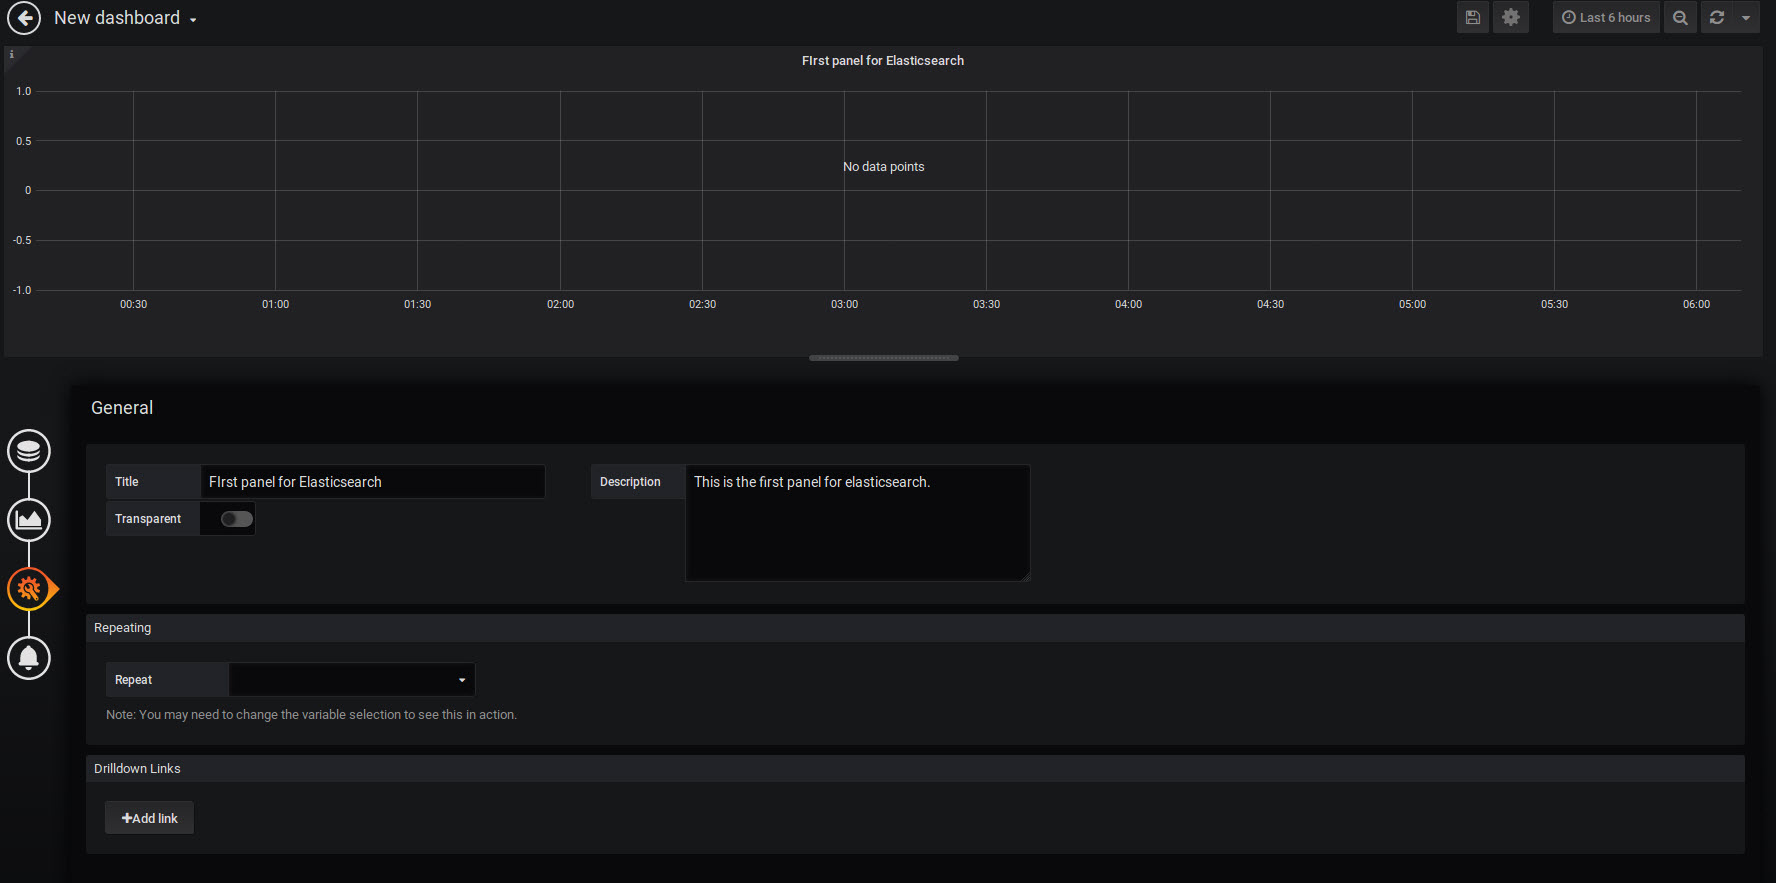 New dashboard
Last 6 hours
i
FIrst panel for Elasticsearch
1.0
0.5
No data points
0
-0.5
-1.0
00:30 01:00 01:30 02:00 02:30 03:00 03:30 04:00 04:30 05:00 05:30 06:00
General
Title FIrst panel for Elasticsearch Description This is the first panel for elasticsearch.
Transparent
Repeating
Repeat
Note: You may need to change the variable selection to see this in action.
Drilldown Links
+Add link